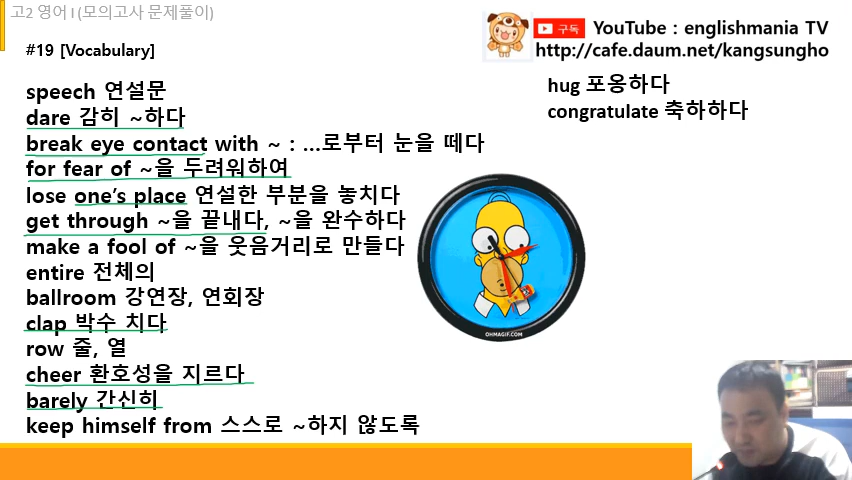 고2 영어 I (모의고사 문제풀이)
#19 [Vocabulary]
구독 YouTube : englishmania TV
http://cafe.daum.net/kangsungho
speech 연설문
dare 감히 ~하다
break eye contact with ~ : …로부터 눈을 떼다
for fear of ~을 두려워하여
lose one's place 연설한 부분을 놓치다
get through ~을 끝내다, ~을 완수하다
make a fool of ~을 웃음거리로 만들다
entire 전체의
ballroom 강연장, 연회장
clap 박수 치다
row 줄, 열
cheer 환호성을 지르다
barely 간신히
keep himself from 스스로 ~하지 않도록
hug 포옹하다
congratulate 축하하다
OHMAGIF.COM